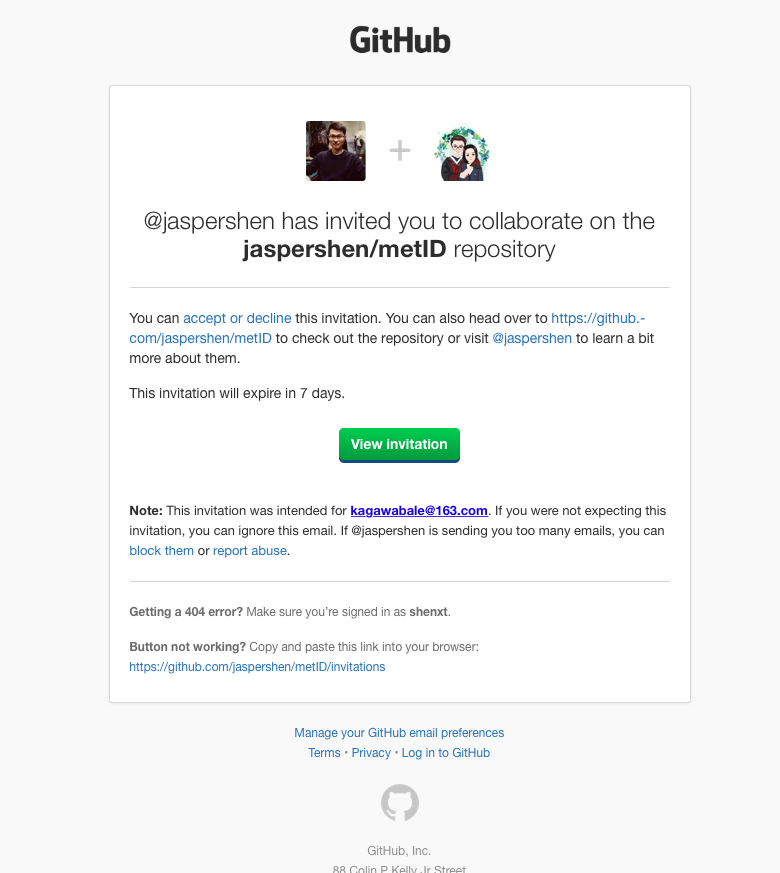 GitHub
@jaspershen has invited you to collaborate on the
jaspershen/metID repository
You can accept or decline this invitation. You can also head over to https://github.-
com/jaspershen/metID to check out the repository or visit @jaspershen to learn a bit
more about them.
This invitation will expire in 7 days.
View invitation
Note: This invitation was intended for kagawabale@163.com. If you were not expecting this
invitation, you can ignore this email. If @jaspershen is sending you too many emails, you can
block them or report abuse.
Getting a 404 error? Make sure you’re signed in as shenxt.
Button not working? Copy and paste this link into your browser:
https://github.com/jaspershen/metID/invitations
Manage your GitHub email preferences
Terms • Privacy • Log in to GitHub
GitHub, Inc.
88 Colin P Kelly Jr Street